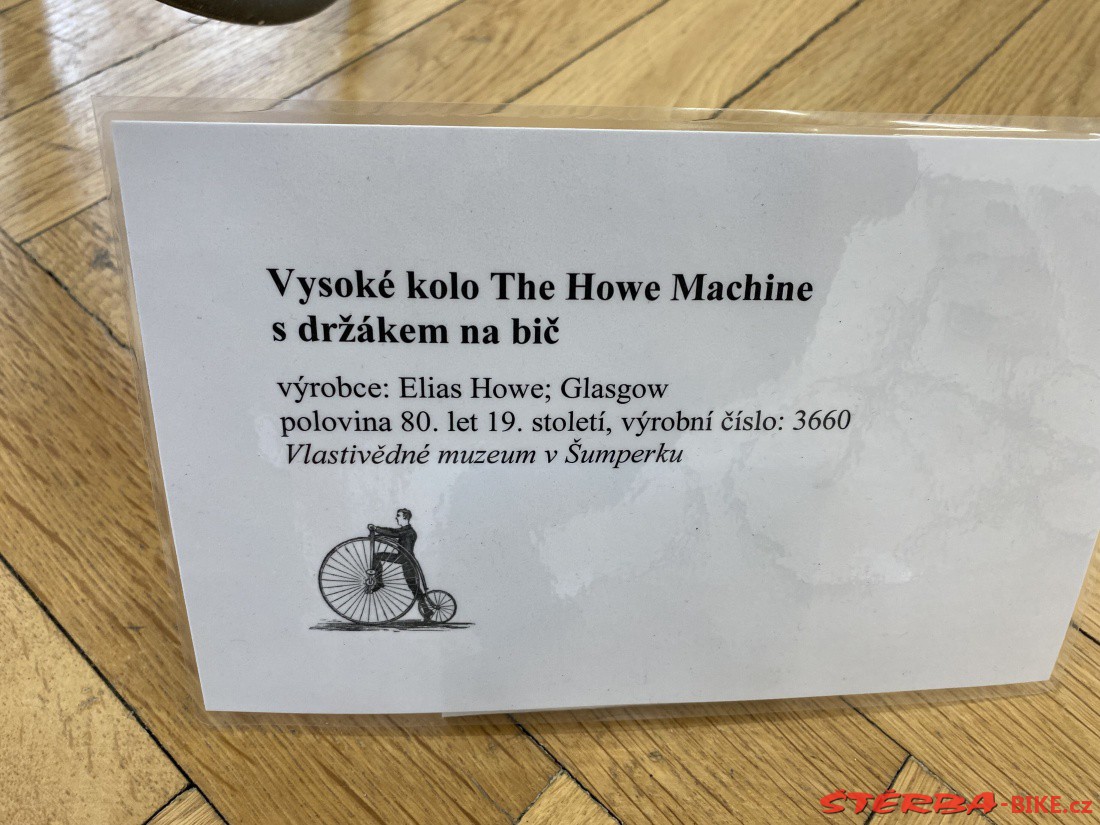 Vysoké kolo The Howe Machine
s držákem na bič
výrobce: Elias Howe; Glasgow
polovina 80. let 19. století, výrobní číslo: 3660
Vlastivědné muzeum v Šumperku
ŠTĚRBA-BIKE.cz